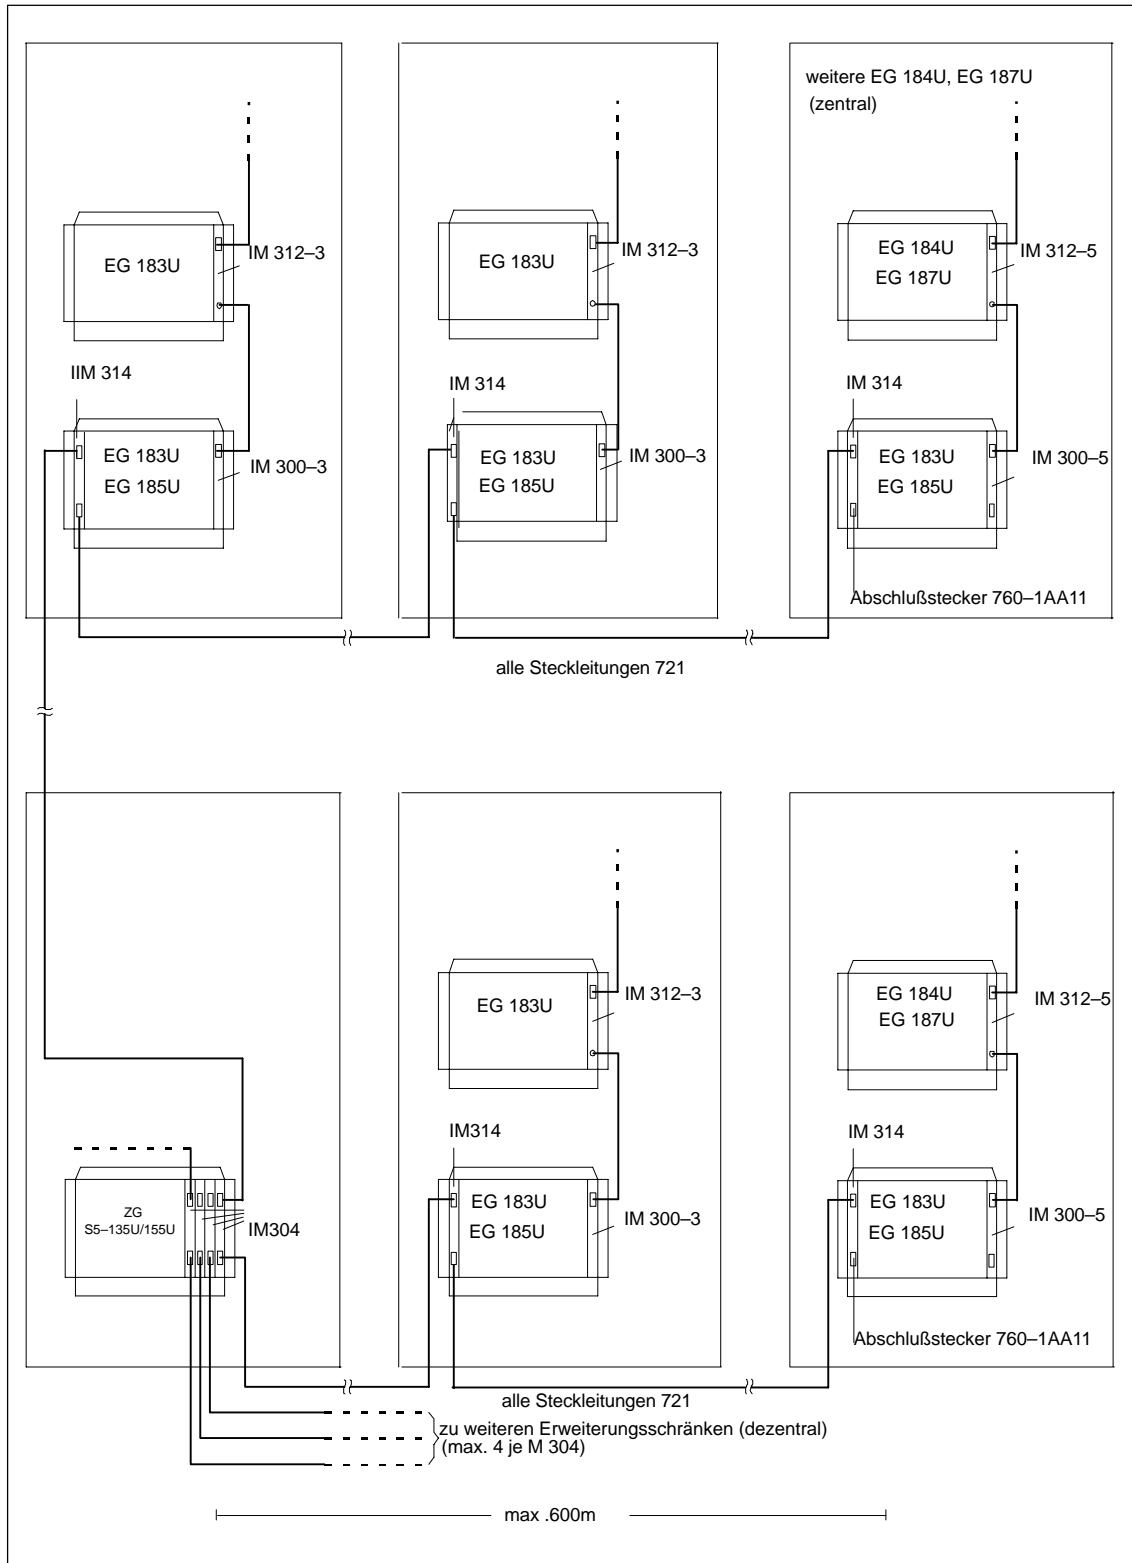 weitere EG 184U, EG 187U
(zentral)
EG 183U
IM 312–3
EG 183U
IM 312–3
EG 184U
EG 187U
IM 312–5
IIM 314
EG 183U
EG 185U
IM 300–3
IM 314
EG 183U
EG 185U
IM 300–3
IM 314
EG 183U
EG 185U
IM 300–5
Abschlußstecker 760–1AA11
alle Steckleitungen 721
EG 183U
IM 312–3
EG 184U
EG 187U
IM 312–5
ZG
S5–135U/155U
IM304
IM314
EG 183U
EG 185U
IM 300–3
IM 314
EG 183U
EG 185U
IM 300–5
Abschlußstecker 760–1AA11
alle Steckleitungen 721
zu weiteren Erweiterungsschränken (dezentral)
(max. 4 je M 304)
max .600m